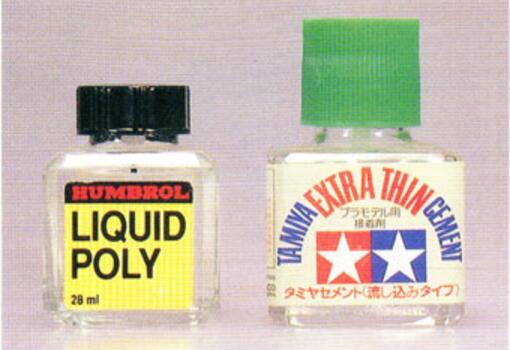 HUMBROL
LIQUID
POLY
28 ml
TAMIYA EXTRA THIN CEMENT
プラモデル用
接着剤
タミヤセメント(流し込みタイプ)